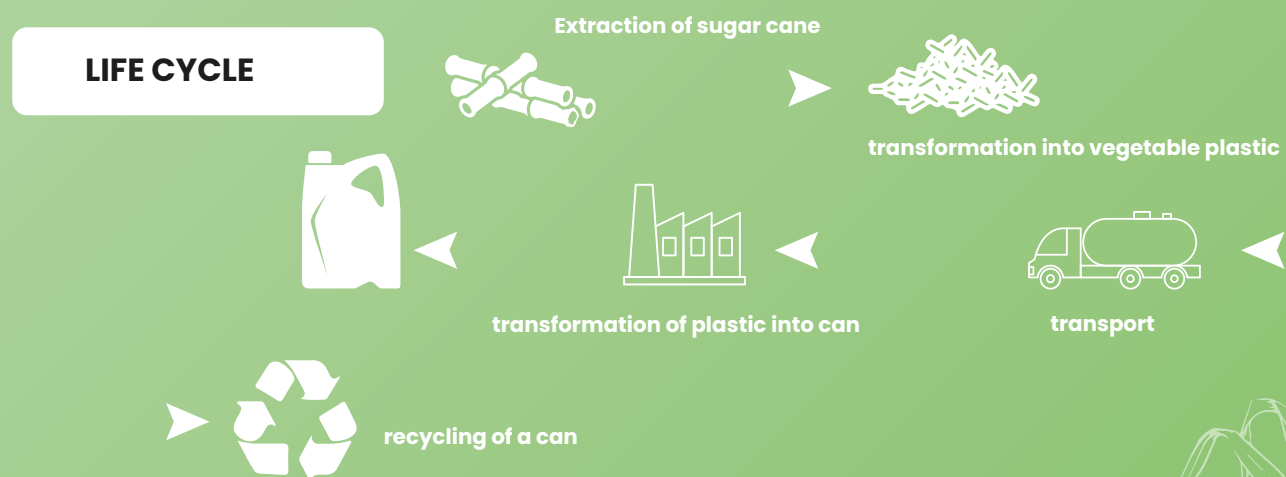 LIFE CYCLE
Extraction of sugar cane
transformation into vegetable plastic
transport
transformation of plastic into can
recycling of a can